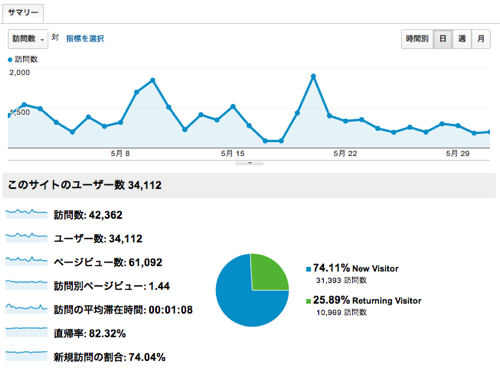 サマリー
訪問数 対 指標を選択 時間別 日 週 月
訪問数
2,000
1,500
5月 8 5月 15 5月 22 5月 29
このサイトのユーザー数 34,112
訪問数: 42,362
ユーザー数: 34,112
ページビュー数: 61,092
訪問別ページビュー: 1.44
訪問の平均滞在時間: 00:01:08
直帰率: 82.32%
新規訪問の割合: 74.04%
74.11% New Visitor
31,393 訪問数
25.89% Returning Visitor
10,969 訪問数